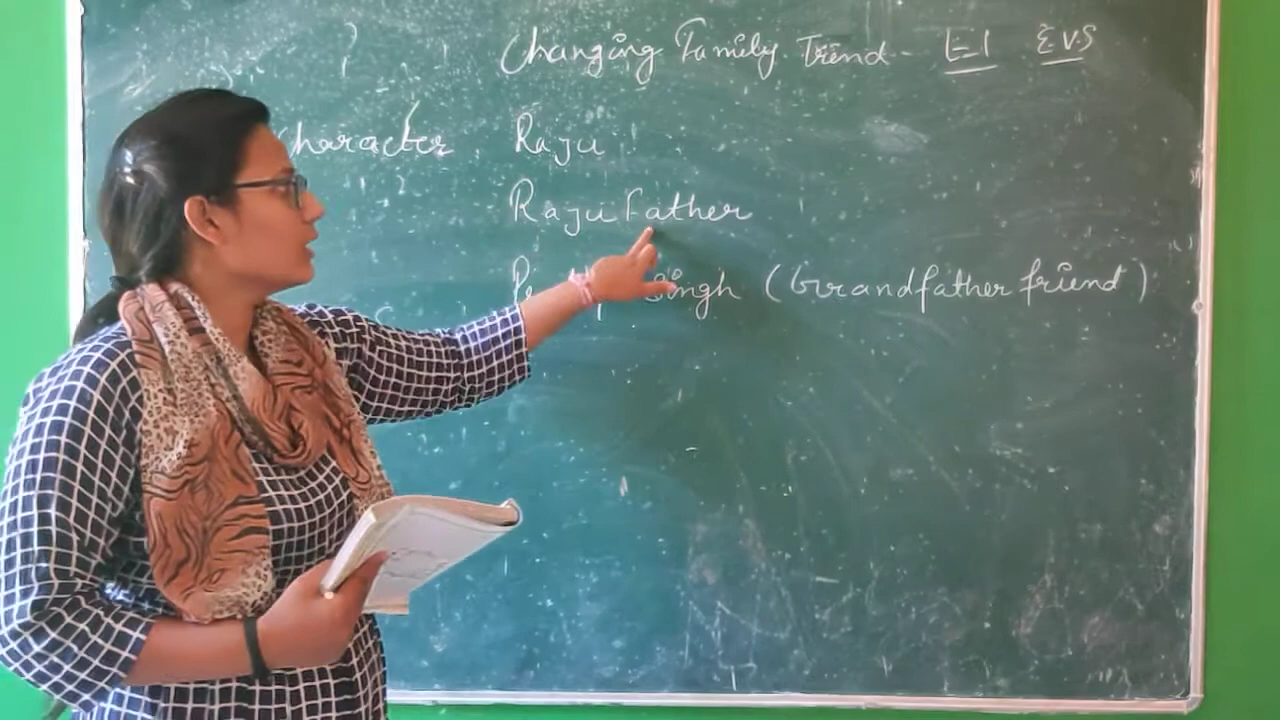 Changing Family Trend - L-1 EVS
Character Raju
Raju father
Singh (Grandfather friend)